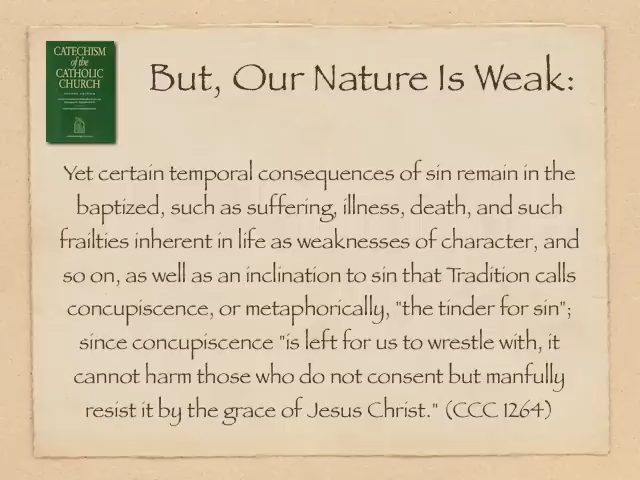 CATECHISM
of the
CATHOLIC
CHURCH
But, Our Nature Is Weak:
Yet certain temporal consequences of sin remain in the
baptized, such as suffering, illness, death, and such
frailties inherent in life as weaknesses of character, and
so on, as well as an inclination to sin that Tradition calls
concupiscence, or metaphorically, "the tinder for sin";
since concupiscence "is left for us to wrestle with, it
cannot harm those who do not consent but manfully
resist it by the grace of Jesus Christ." (CCC 1264)